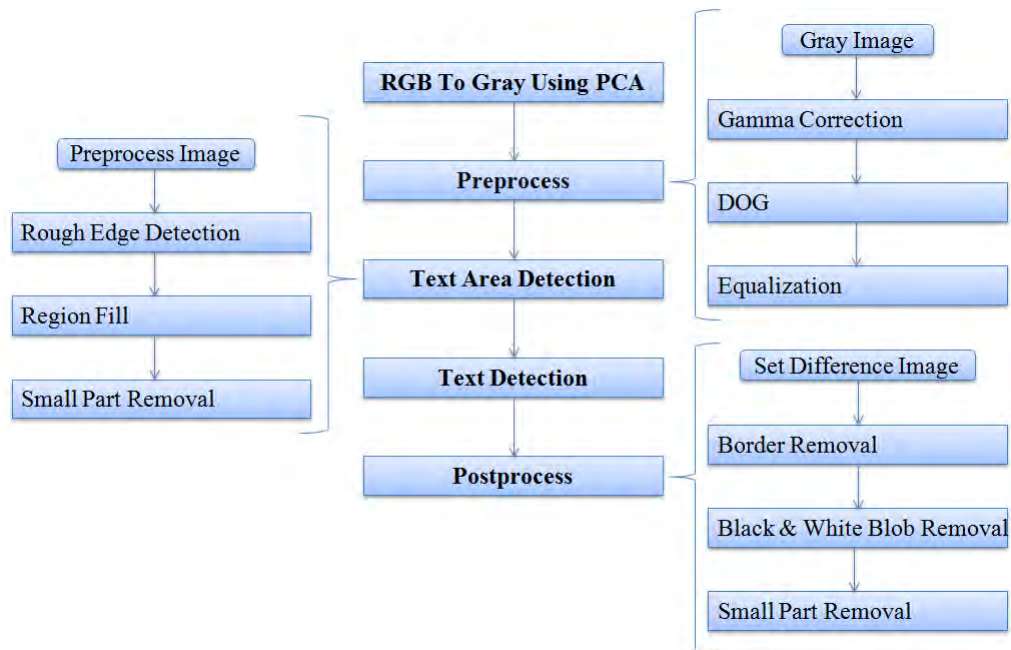 RGB To Gray Using PCA
Preprocess
Text Area Detection
Text Detection
Postprocess
Preprocess Image
Rough Edge Detection
Region Fill
Small Part Removal
Gray Image
Gamma Correction
DOG
Equalization
Set Difference Image
Border Removal
Black & White Blob Removal
Small Part Removal